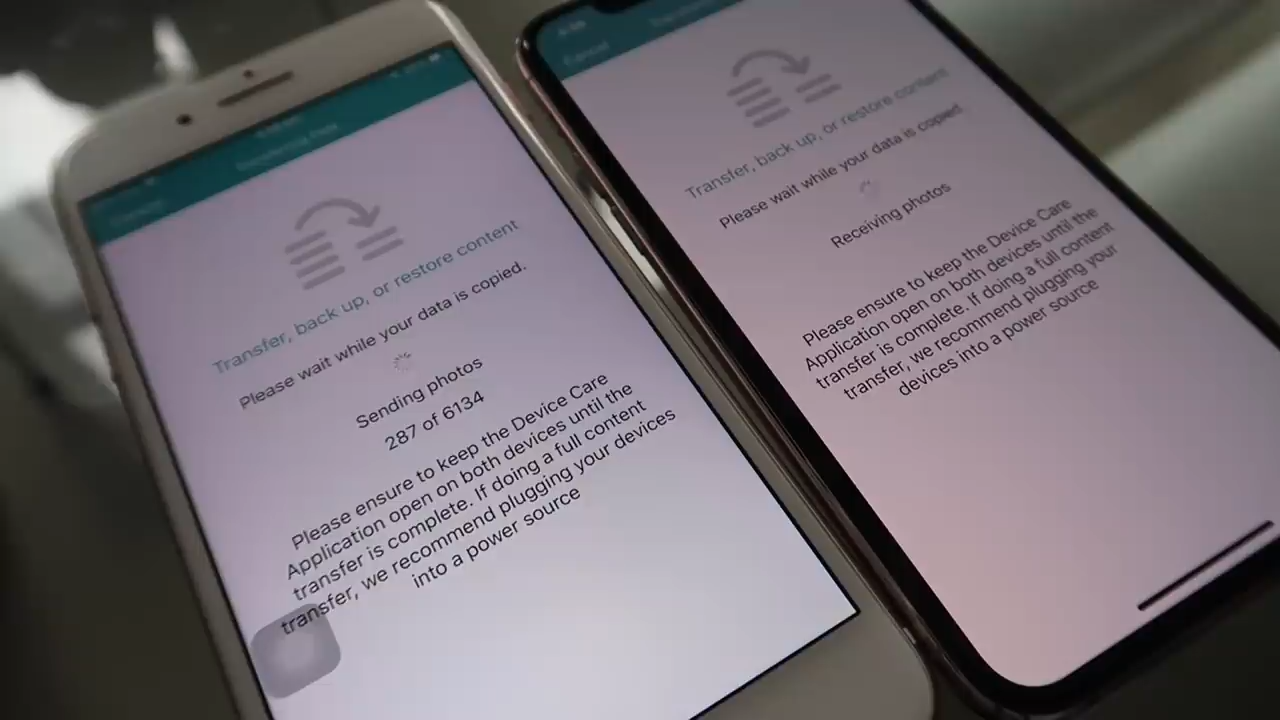 Transfer, back up, or restore content
Please wait while your data is copied.
Sending photos
287 of 6134
Please ensure to keep the Device Care
Application open on both devices until the
transfer is complete. If doing a full content
transfer, we recommend plugging your devices
into a power source
Cancel
Transfer, back up, or restore content
Please wait while your data is copied.
Receiving photos
Please ensure to keep the Device Care
Application open on both devices until the
transfer is complete. If doing a full content
transfer, we recommend plugging your
devices into a power source